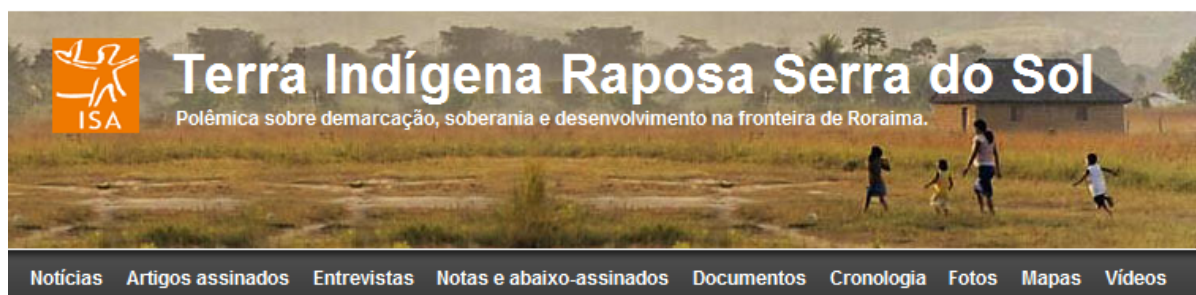 Terra Indígena Raposa Serra do Sol
Polêmica sobre demarcação, soberania e desenvolvimento na fronteira de Roraima.
ISA
Notícias Artigos assinados Entrevistas Notas e abaixo-assinados Documentos Cronologia Fotos Mapas Vídeos